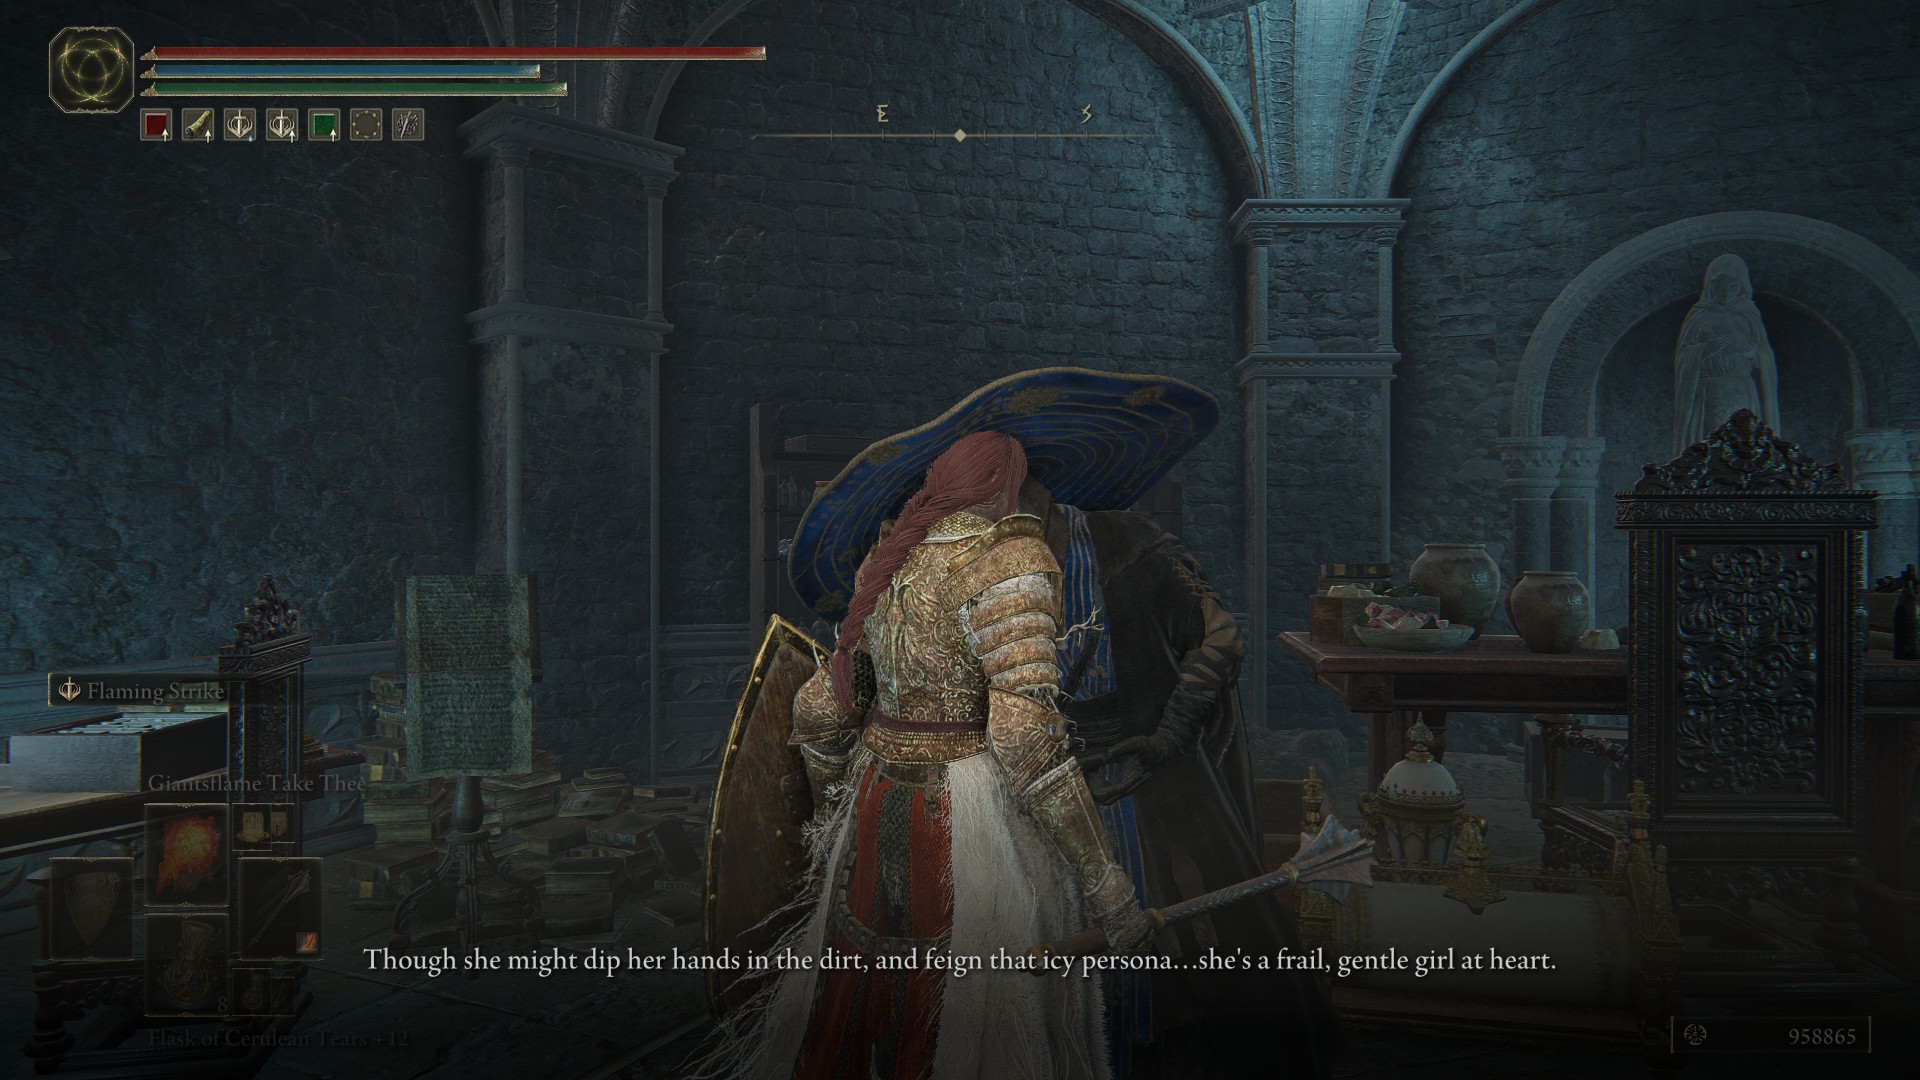 E S
Flaming Strike
Giantsflame Take Thee
Though she might dip her hands in the dirt, and feign that icy persona...she's a frail, gentle girl at heart.
8
Flask of Cerulean Tears +12
958865